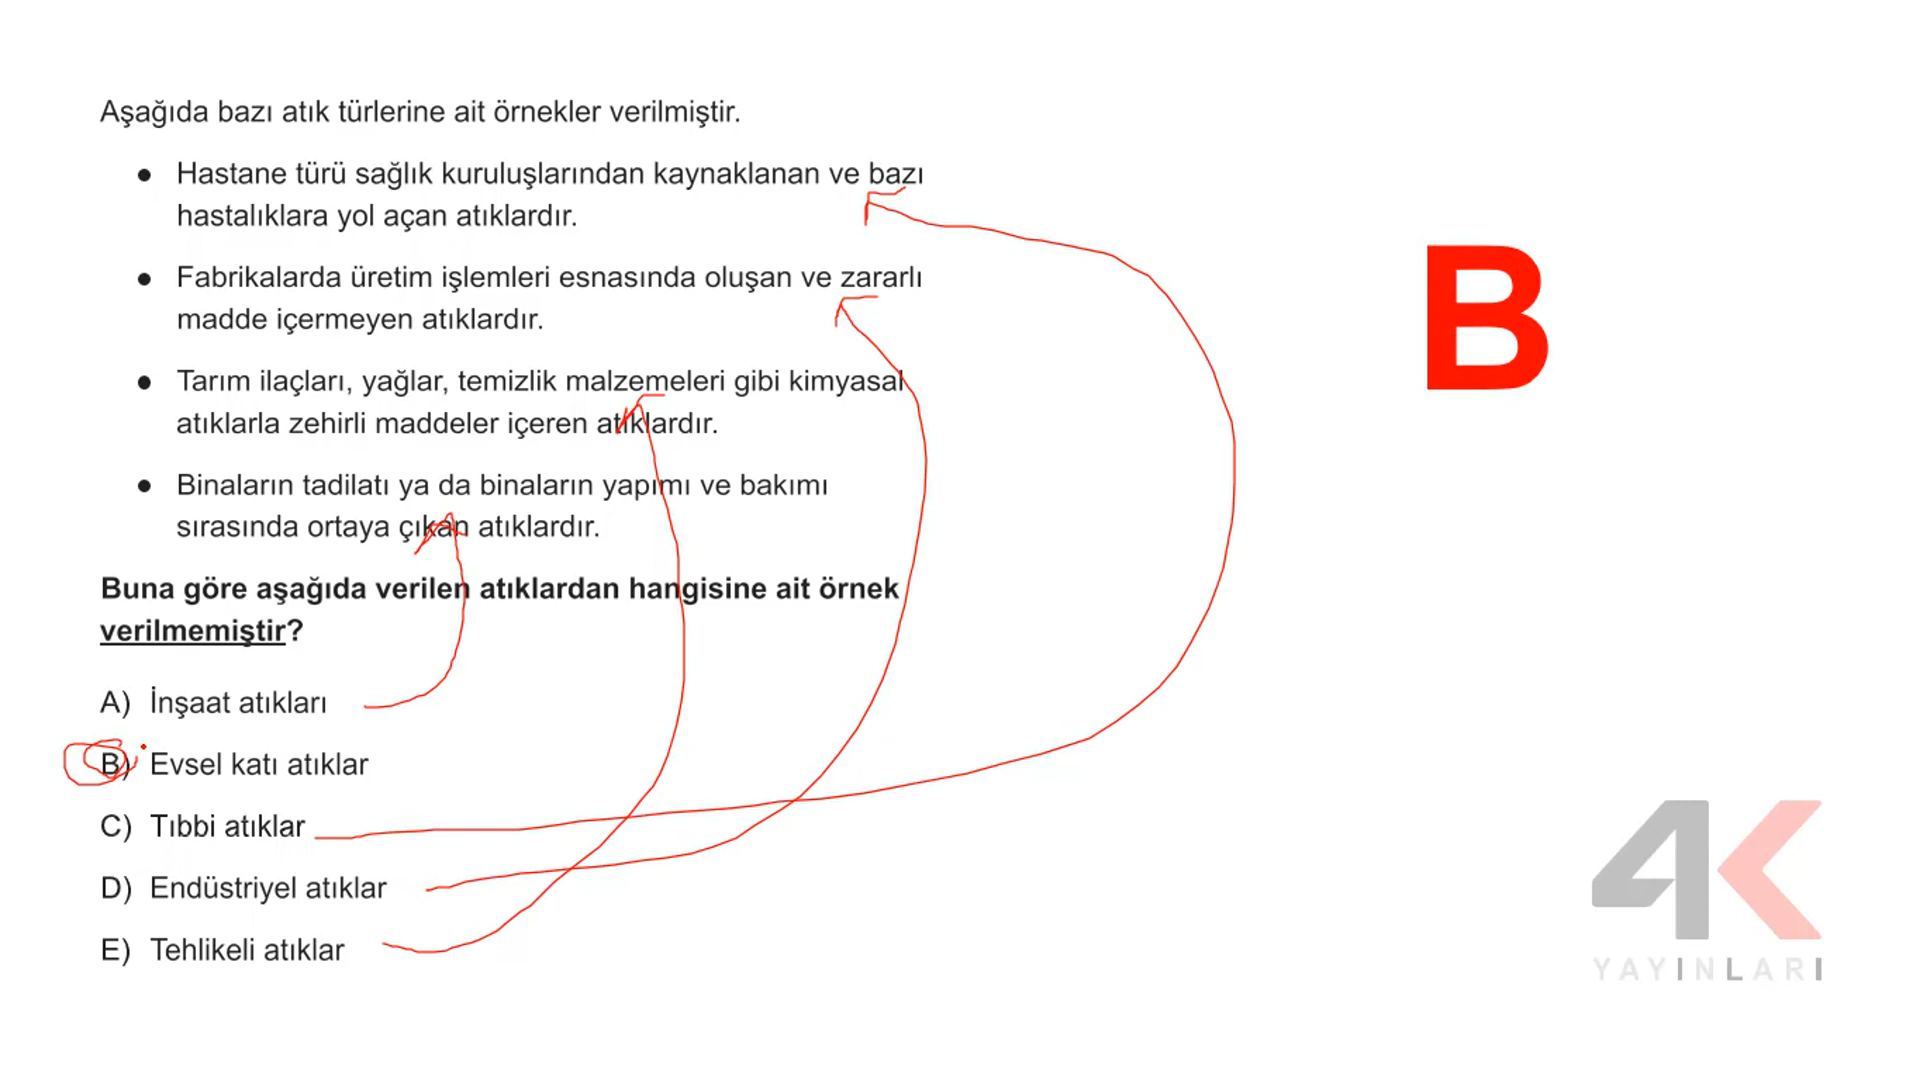 Aşağıda bazı atık türlerine ait örnekler verilmiştir.
● Hastane türü sağlık kuruluşlarından kaynaklanan ve bazı
hastalıklara yol açan atıklardır.
● Fabrikalarda üretim işlemleri esnasında oluşan ve zararlı
madde içermeyen atıklardır.
● Tarım ilaçları, yağlar, temizlik malzemeleri gibi kimyasal
atıklarla zehirli maddeler içeren atıklardır.
● Binaların tadilatı ya da binaların yapımı ve bakımı
sırasında ortaya çıkan atıklardır.
Buna göre aşağıda verilen atıklardan hangisine ait örnek
verilmemiştir?
A) İnşaat atıkları
B) Evsel katı atıklar
C) Tıbbi atıklar
D) Endüstriyel atıklar
E) Tehlikeli atıklar
B
4K
YAYINLARI